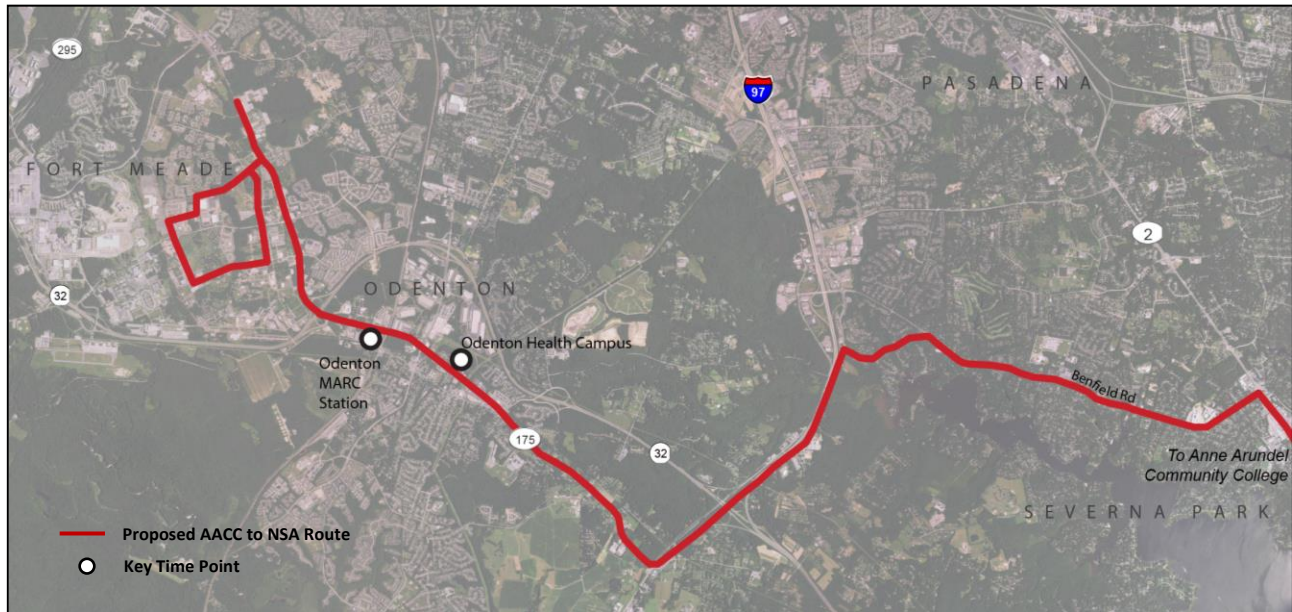 295
97
PASADENA
FORT MEADE
2
32
ODENTON
Odenton Health Campus
Odenton
MARC
Station
Benfield Rd
175
32
To Anne Arundel
Community College
SEVERNA PARK
Proposed AACC to NSA Route
Key Time Point